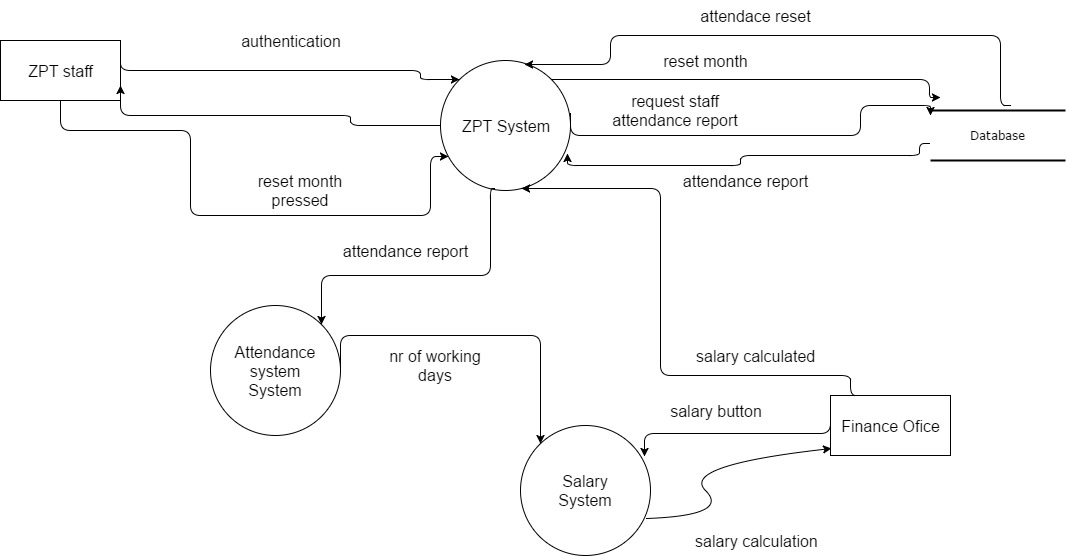 attendace reset
authentication
reset month
ZPT staff
request staff
attendance report
ZPT System
Database
reset month
pressed
attendance report
attendance report
Attendance
system
System
nr of working
days
salary calculated
salary button
Finance Ofice
Salary
System
salary calculation